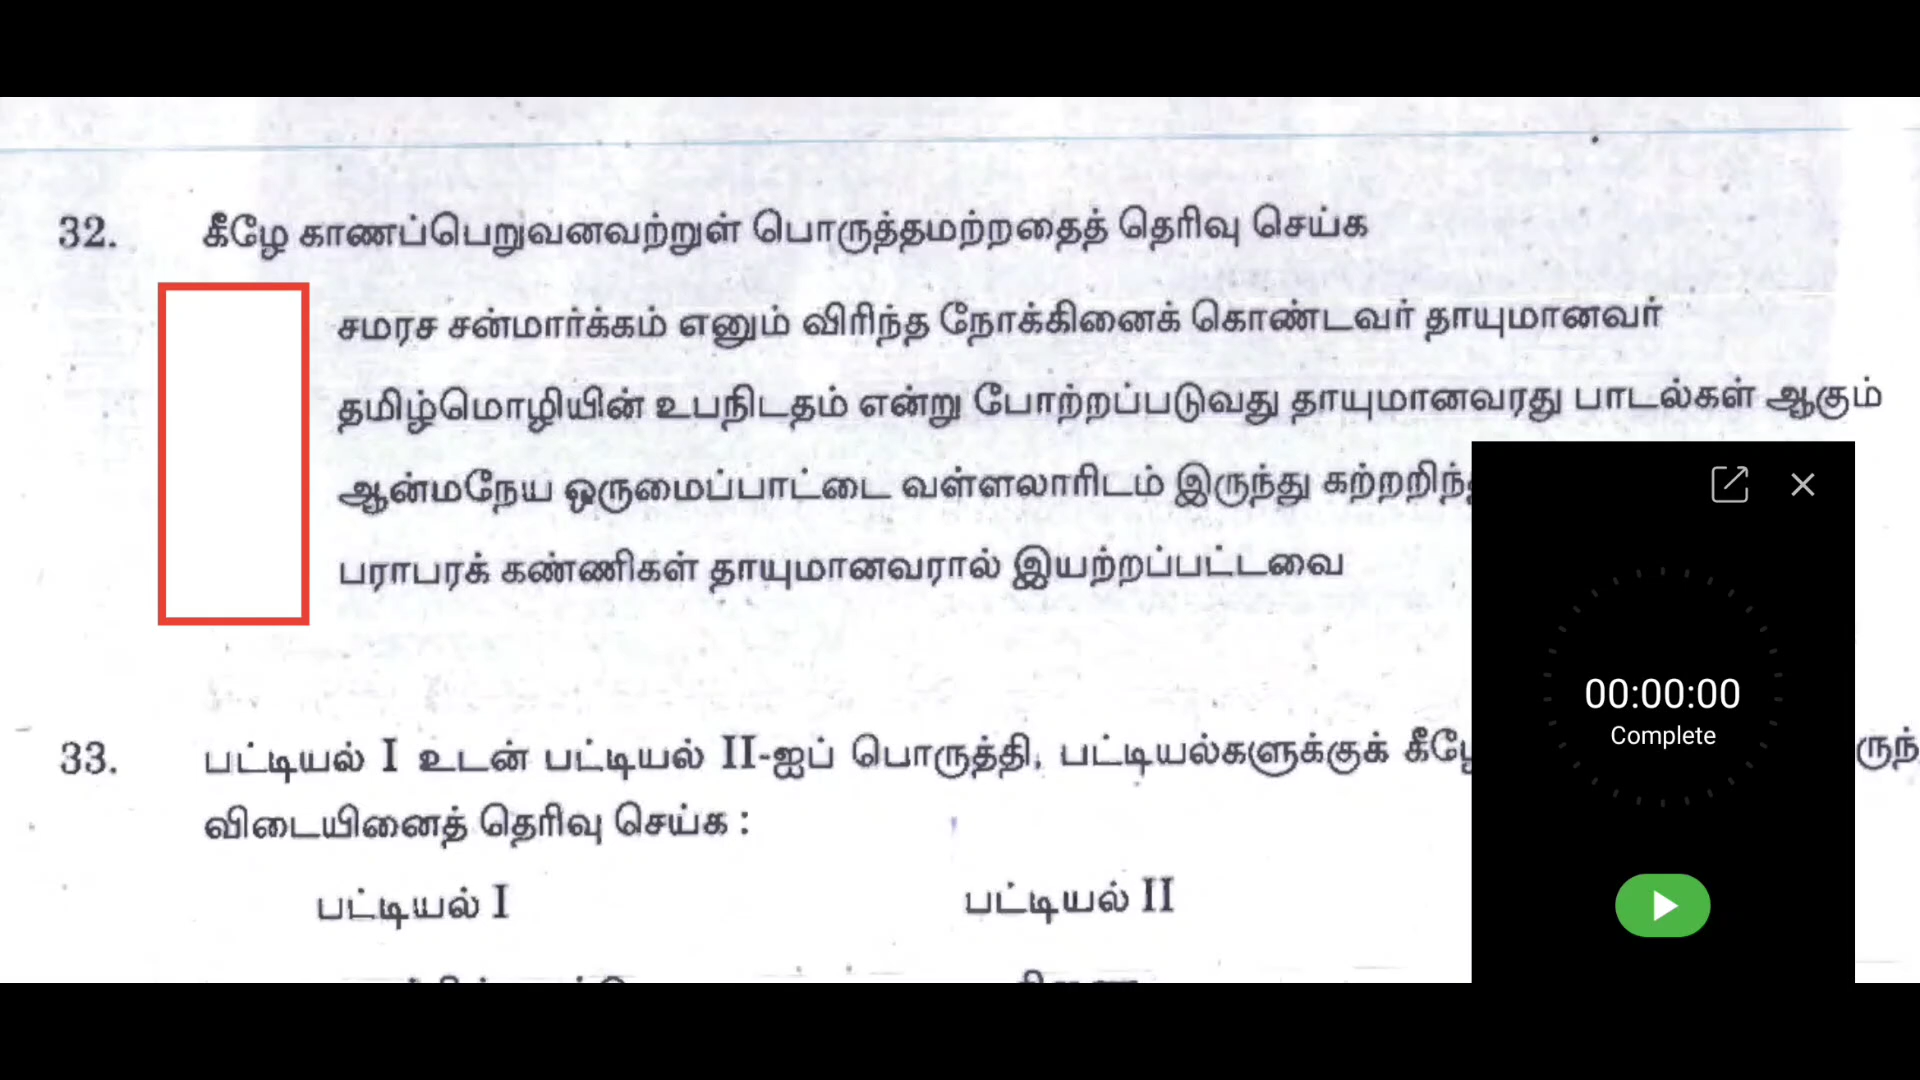 32. கீழே காணப்பெறுவனவற்றுள் பொருத்தமற்றதைத் தெரிவு செய்க
சமரச சன்மார்க்கம் எனும் விரிந்த நோக்கினைக் கொண்டவர் தாயுமானவர்
தமிழ்மொழியின் உபநிடதம் என்று போற்றப்படுவது தாயுமானவரது பாடல்கள் ஆகும்
ஆன்மநேய ஒருமைப்பாட்டை வள்ளலாரிடம் இருந்து
பராபரக் கண்ணிகள் தாயுமானவரால் இயற்றப்பட்டவை
00:00:00
Complete
33. பட்டியல் I உடன் பட்டியல் II-ஐப் பொருத்தி, பட்டியல்களுக்குக்
விடையினைத் தெரிவு செய்க :
பட்டியல் I பட்டியல் II